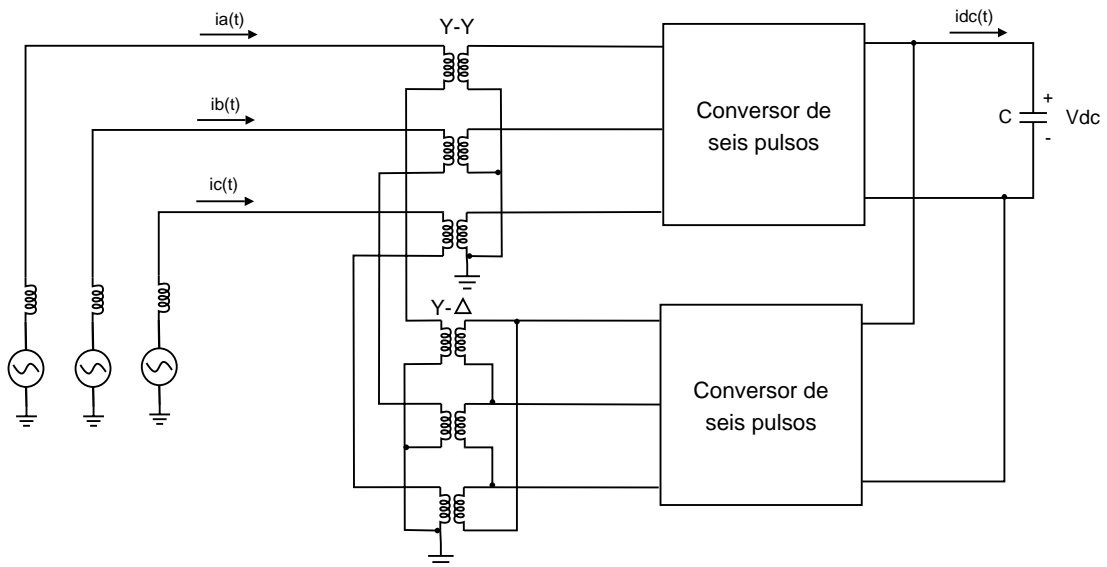 ia(t)
Y-Y
idc(t)
ib(t)
Conversor de
seis pulsos
C
+
-
Vdc
ic(t)
Y-Δ
Conversor de
seis pulsos